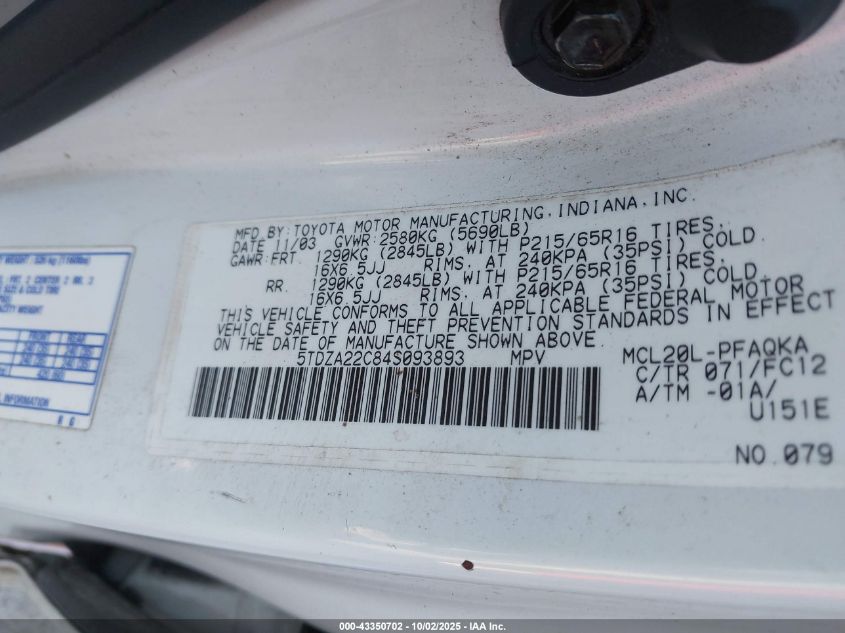 MFD.BY:TOYOTA MOTOR MANUFACTURING,INDIANA,INC.
DATE 11/03 GVWR:2580KG (5690LB)
GAWR:FRT. 1290KG (2845LB) WITH P215/65R16 TIRES,
16X6.5JJ RIMS, AT 240KPA (35PSI) COLD.
RR. 1290KG (2845LB) WITH P215/65R16 TIRES,
16X6.5JJ RIMS, AT 240KPA (35PSI) COLD.
THIS VEHICLE CONFORMS TO ALL APPLICABLE FEDERAL MOTOR
VEHICLE SAFETY AND THEFT PREVENTION STANDARDS IN EFFECT
ON THE DATE OF MANUFACTURE SHOWN ABOVE.
5TDZA22C84S093893 MPV
MCL20L-PFAQKA
C/TR 071/FC12
A/TM -01A/
U151E
NO.079
INFORMATION
000-43350702 - 10/02/2025 - IAA Inc.